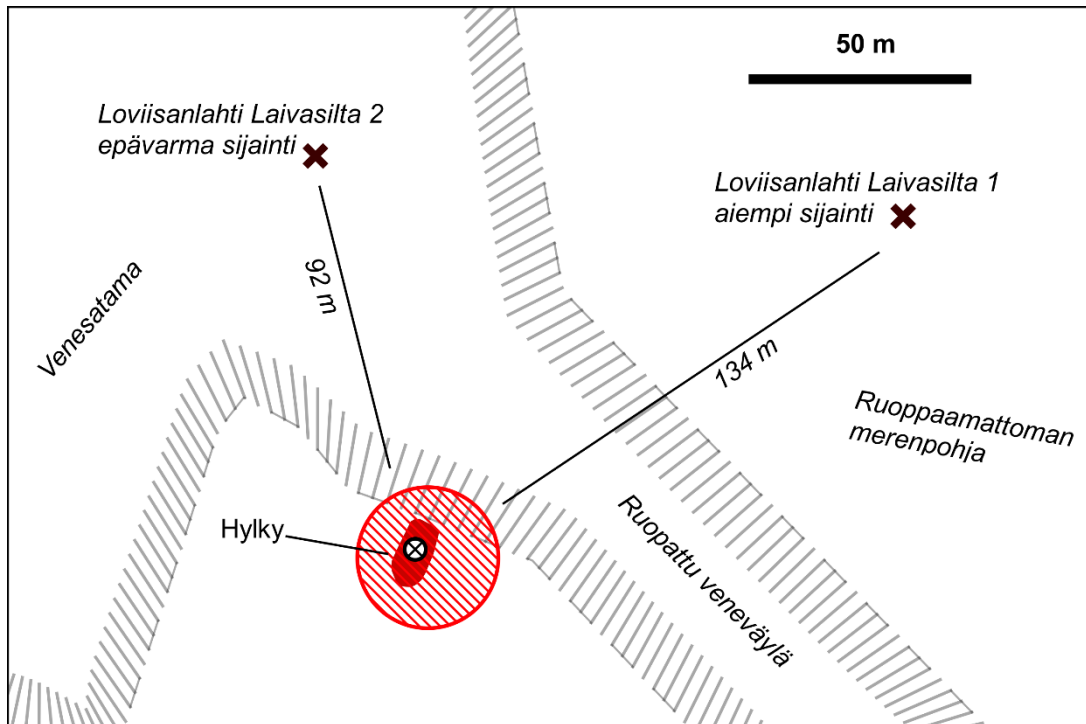 50 m
Loviisanlahti Laivasilta 2
epävarma sijainti
Loviisanlahti Laivasilta 1
aiempi sijainti
92 m
Venesatama
134 m
Ruoppaamattoman
merenpohja
Hylky
Ruopattu veneväylä